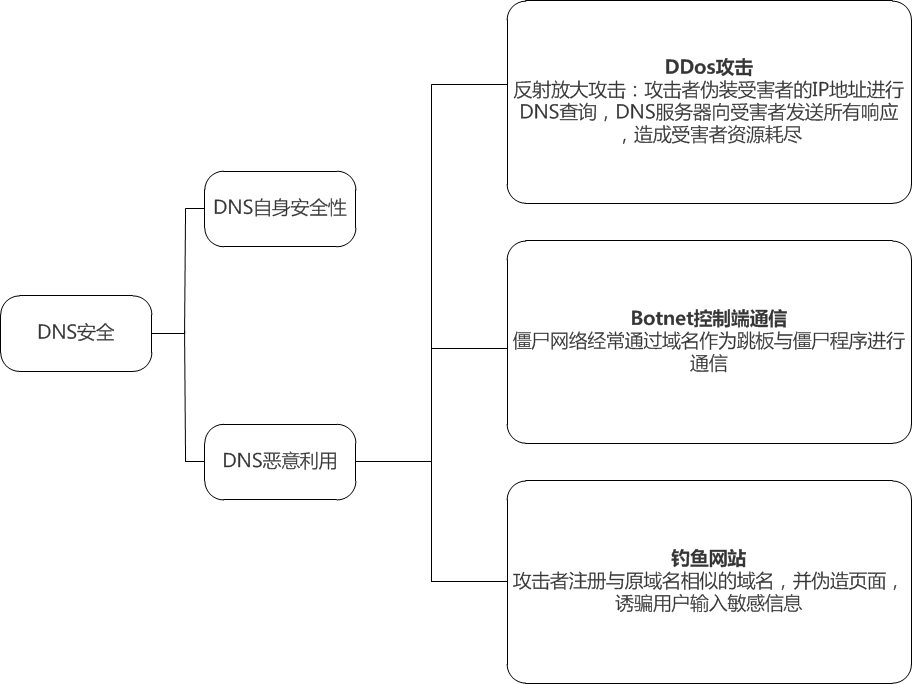 DNS安全
DNS自身安全性
DNS恶意利用
DDos攻击
反射放大攻击：攻击者伪装受害者的IP地址进行
DNS查询，DNS服务器向受害者发送所有响应
，造成受害者资源耗尽
Botnet控制端通信
僵尸网络经常通过域名作为跳板与僵尸程序进行
通信
钓鱼网站
攻击者注册与原域名相似的域名，并伪造页面，
诱骗用户输入敏感信息